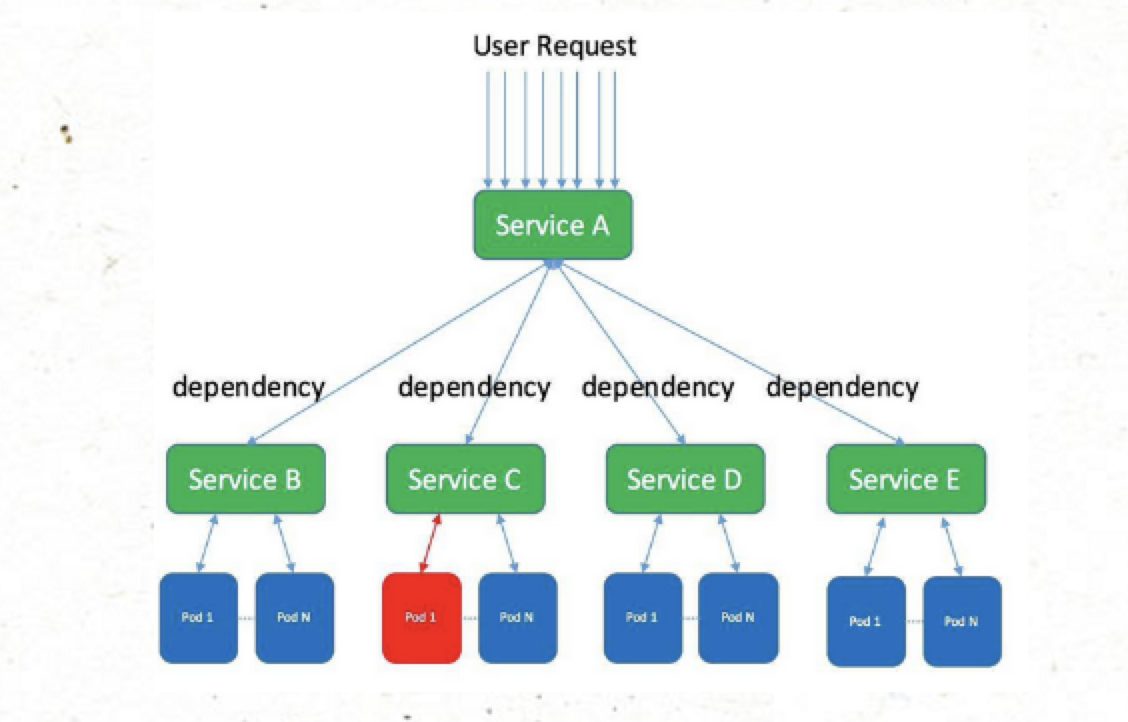 User Request
Service A
dependency dependency dependency dependency
Service B Service C Service D Service E
Pod 1 Pod N Pod 1 Pod N Pod 1 Pod N Pod 1 Pod N